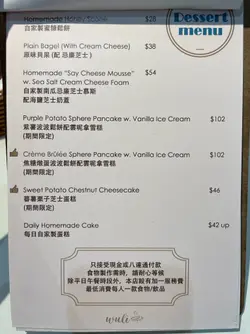 Homemade Honey Scone $28
自家製蜜糖鬆餅
Dessert
menu
Plain Bagel (With Cream Cheese) $38
原味貝果 (配 忌廉芝士)
Homemade "Say Cheese Mousse" $54
w. Sea Salt Cream Cheese Foam
自家製南瓜忌廉芝士慕斯
配海鹽芝士奶蓋
Purple Potato Sphere Pancake w. Vanilla Ice Cream $102
紫薯波波鬆餅配雲呢拿雪糕
(期間限定)
Crème Brûlée Sphere Pancake w. Vanilla Ice Cream $102
焦糖燉蛋波波鬆餅配雲呢拿雪糕
(期間限定)
Sweet Potato Chestnut Cheesecake $46
蕃薯栗子芝士蛋糕
(期間限定)
Daily Homemade Cake $42 up
每日自家製蛋糕
只接受現金或八達通付款
食物製作需時，請耐心等候
除平日午餐時段外，本店設有加一服務費
最低消費每人一款食物/飲品